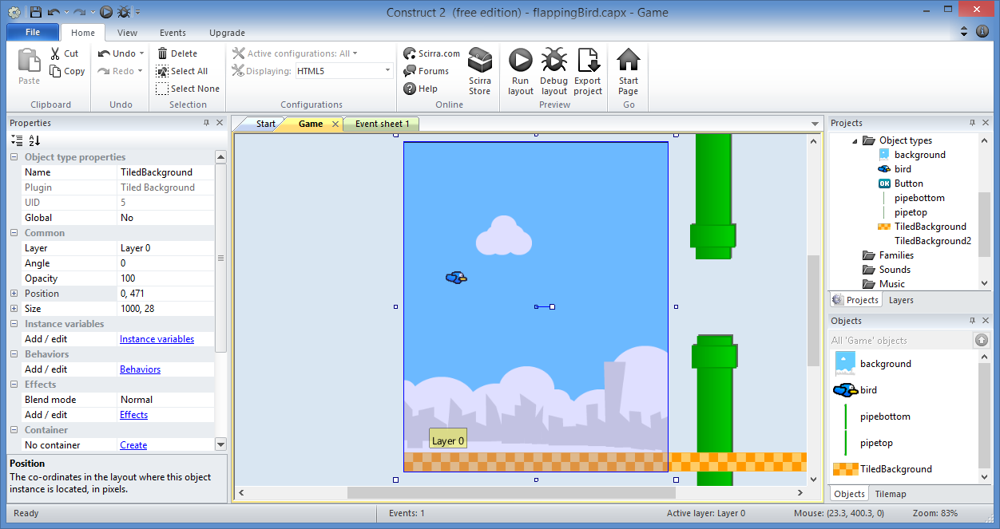 Construct 2  (free edition) - flappingBird.capx - Game
File
Home
View
Events
Upgrade
Paste
Cut
Copy
Clipboard
Undo
Redo
Undo
Delete
Select All
Select None
Selection
Active configurations: All
Displaying: HTML5
Configurations
Scirra.com
Forums
Help
Scirra Store
Online
Run layout
Debug layout
Export project
Preview
Start Page
Go
Properties
Object type properties
Name TiledBackground
Plugin Tiled Background
UID 5
Global No
Common
Layer Layer 0
Angle 0
Opacity 100
Position 0, 471
Size 1000, 28
Instance variables
Add / edit Instance variables
Behaviors
Add / edit Behaviors
Effects
Blend mode Normal
Add / edit Effects
Container
No container Create
Position
The co-ordinates in the layout where this object
instance is located, in pixels.
Start
Game
Event sheet 1
Layer 0
Projects
Object types
background
bird
OK Button
pipebottom
pipetop
TiledBackground
TiledBackground2
Families
Sounds
Music
Projects
Layers
Objects
All 'Game' objects
background
bird
pipebottom
pipetop
TiledBackground
Objects
Tilemap
Ready
Events: 1
Active layer: Layer 0
Mouse: (23.3, 400.3, 0)
Zoom: 83%